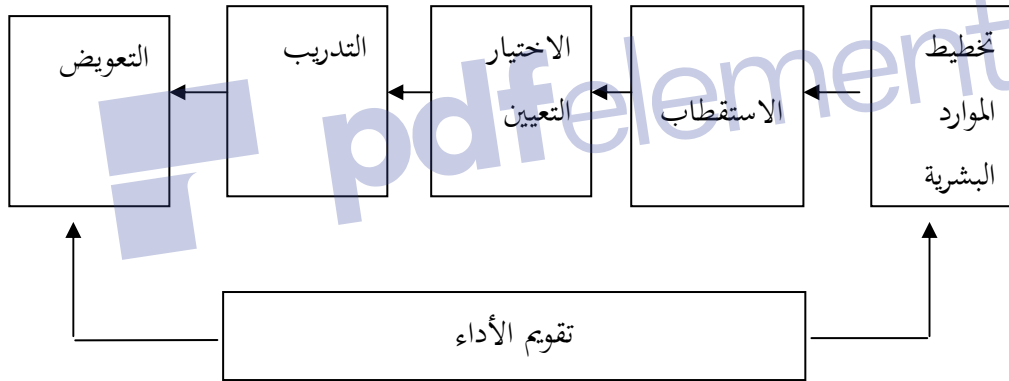 تخطيط
الموارد
البشرية
الاستقطاب
الاختيار
التعيين
التدريب
التعويض
تقويم الأداء
pdfelement